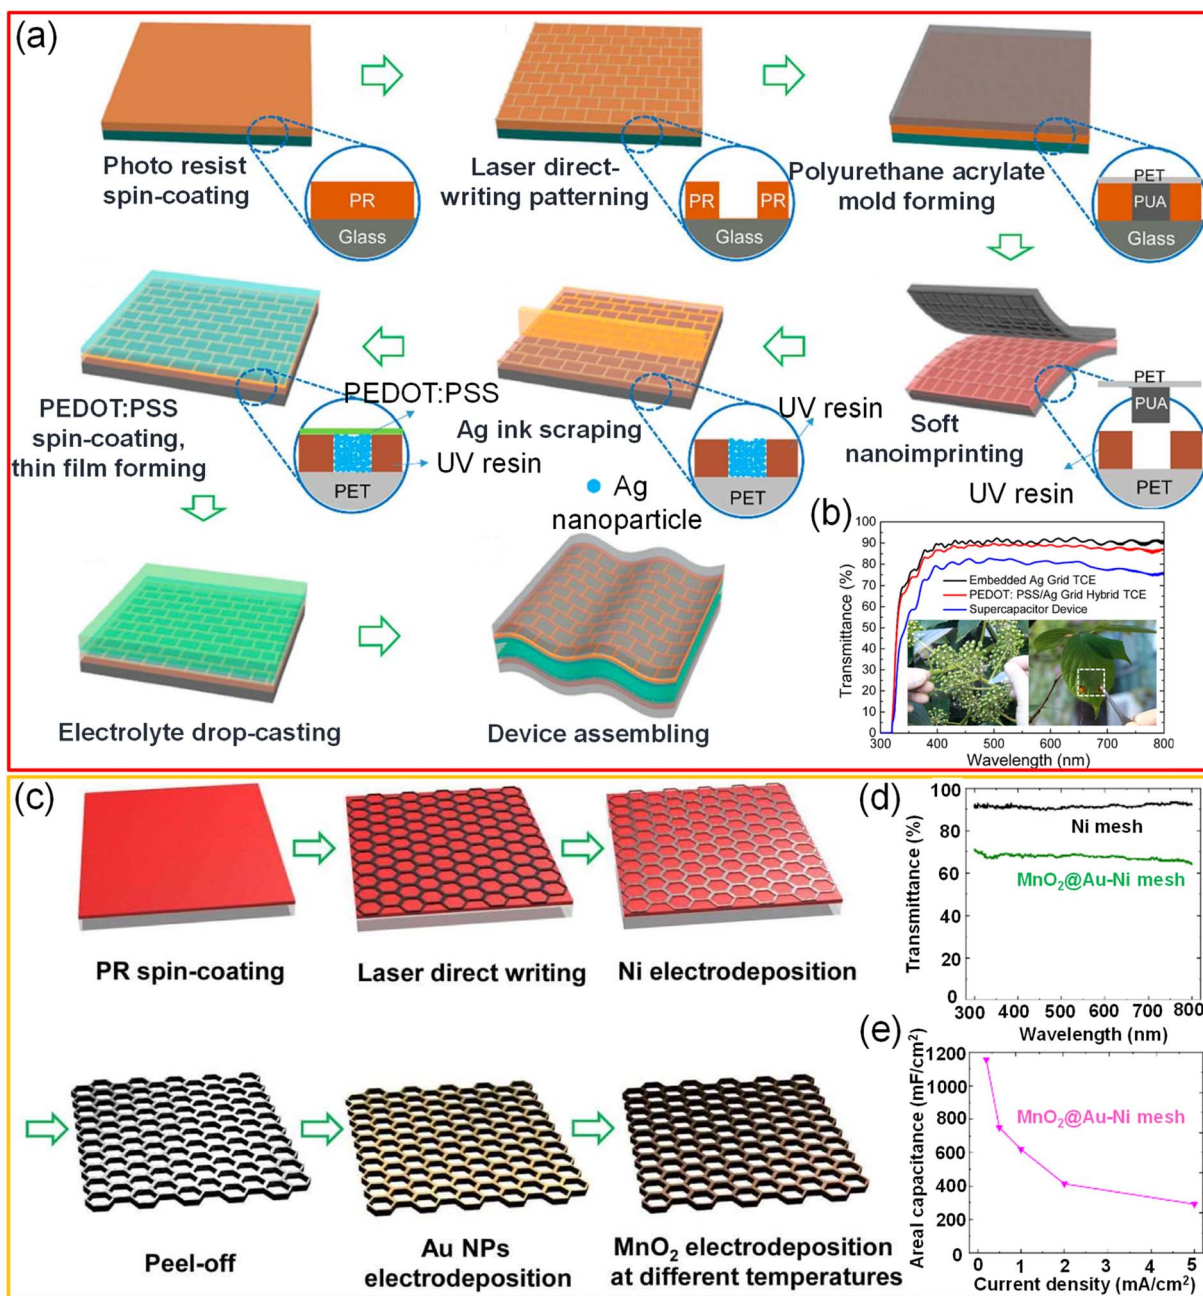 (a)
Photo resist
spin-coating
PR
Glass
Laser direct-
writing patterning
PR PR
Glass
Polyurethane acrylate
mold forming
PET
PUA
Glass
PEDOT:PSS
spin-coating,
thin film forming
PEDOT:PSS
UV resin
PET
Ag ink scraping
UV resin
Ag
nanoparticle
PET
Soft
nanoimprinting
PET
PUA
UV resin
PET
Electrolyte drop-casting
Device assembling
(b)
Transmittance (%)
100
90
80
70
60
50
40
30
20
10
0
Embedded Ag Grid TCE
PEDOT: PSS/Ag Grid Hybrid TCE
Supercapacitor Device
300 400 500 600 700 800
Wavelength (nm)
(c)
PR spin-coating
Laser direct writing
Ni electrodeposition
Peel-off
Au NPs
electrodeposition
MnO₂ electrodeposition
at different temperatures
(d)
Transmittance (%)
100
80
60
40
20
0
Ni mesh
MnO₂@Au-Ni mesh
300 400 500 600 700 800
Wavelength (nm)
(e)
Areal capacitance (mF/cm²)
1200
1000
800
600
400
200
0
MnO₂@Au-Ni mesh
0 1 2 3 4 5
Current density (mA/cm²)